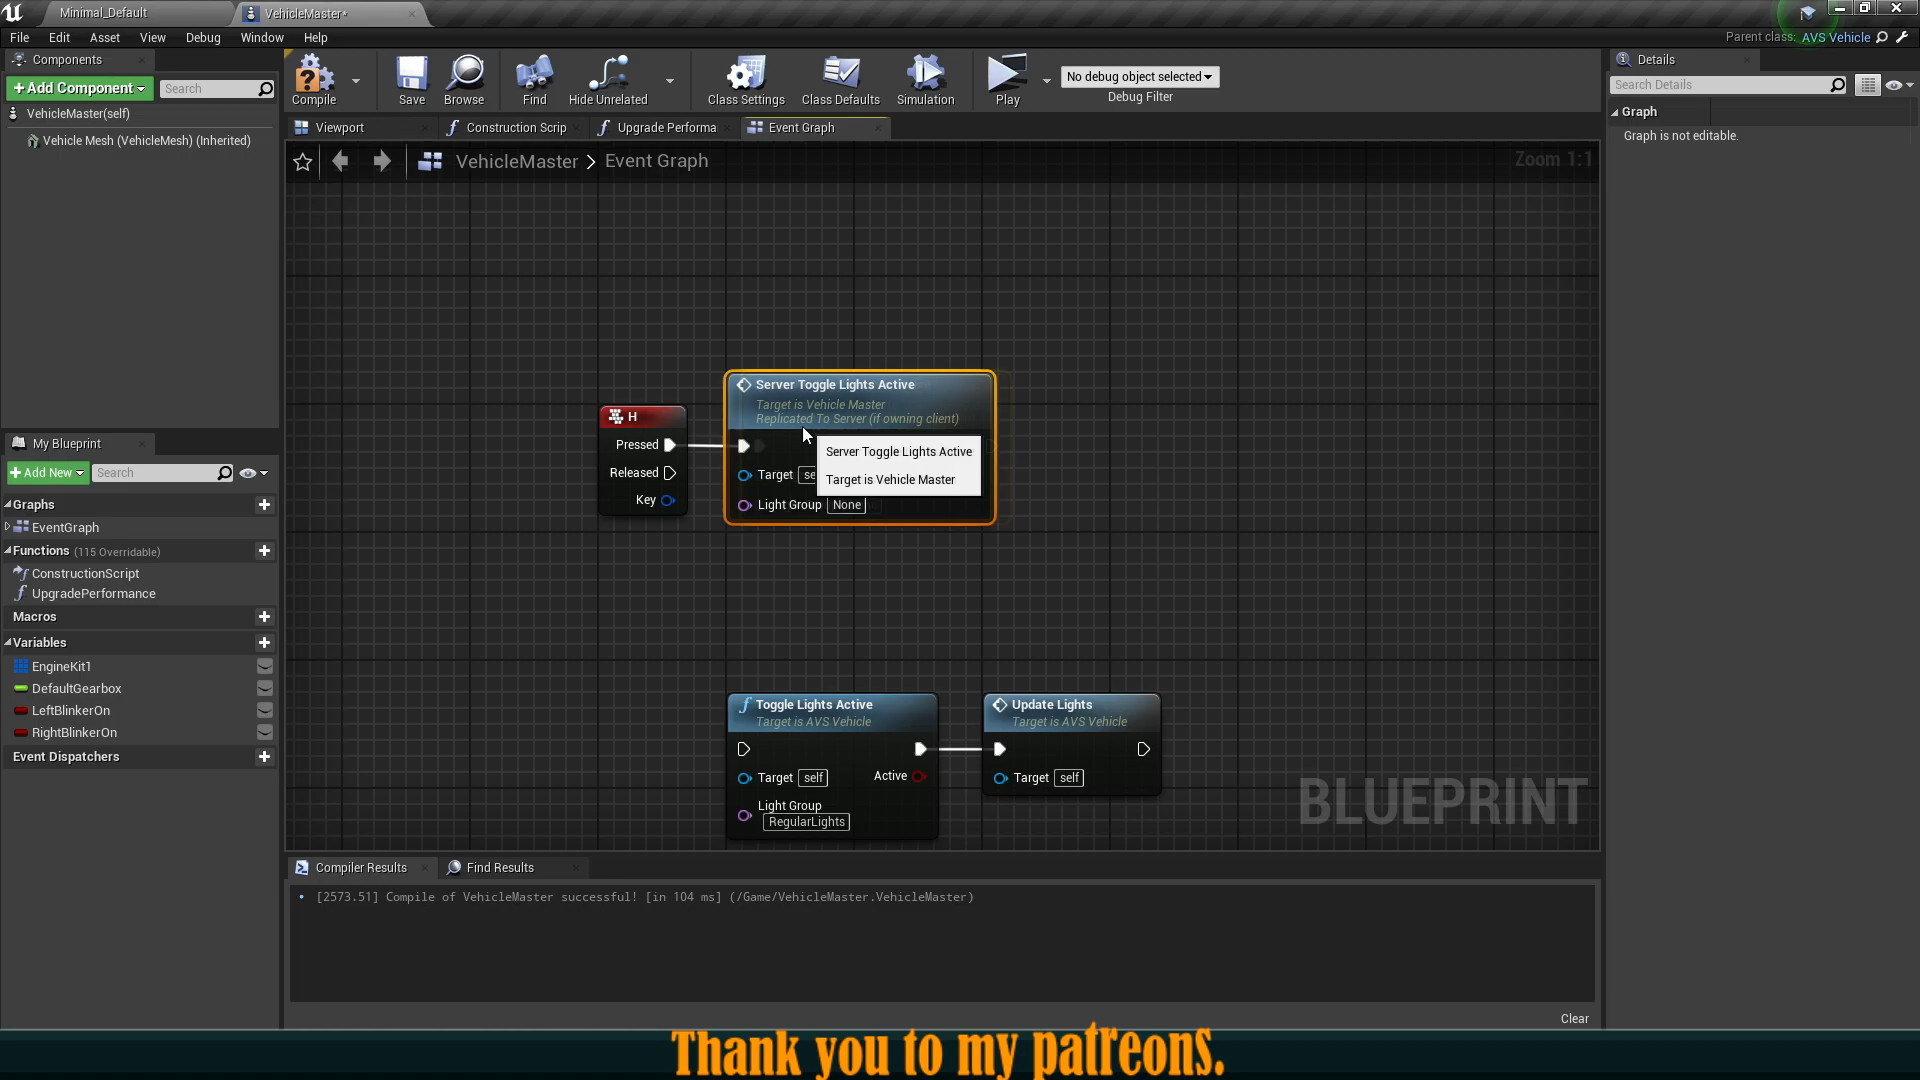 Minimal_Default
VehicleMaster*
File Edit Asset View Debug Window Help
Parent class: AVS Vehicle
Components
+Add Component
Search
VehicleMaster(self)
Vehicle Mesh (VehicleMesh) (Inherited)
Compile
Save
Browse
Find
Hide Unrelated
Class Settings
Class Defaults
Simulation
Play
No debug object selected
Debug Filter
Viewport
Construction Scrip
Upgrade Performa
Event Graph
VehicleMaster > Event Graph
Zoom 1:1
Details
Search Details
Graph
Graph is not editable.
Server Toggle Lights Active
Target is Vehicle Master
Replicated To Server (if owning client)
Target se
Light Group None
H
Pressed
Released
Key
Server Toggle Lights Active
Target is Vehicle Master
My Blueprint
+Add New
Search
Graphs
EventGraph
Functions (115 Overridable)
ConstructionScript
UpgradePerformance
Macros
Variables
EngineKit1
DefaultGearbox
LeftBlinkerOn
RightBlinkerOn
Event Dispatchers
Toggle Lights Active
Target is AVS Vehicle
Target self
Active
Light Group
RegularLights
Update Lights
Target is AVS Vehicle
Target self
BLUEPRINT
Compiler Results
Find Results
[2573.51] Compile of VehicleMaster successful! [in 104 ms] (/Game/VehicleMaster.VehicleMaster)
Clear
Thank you to my patreons.